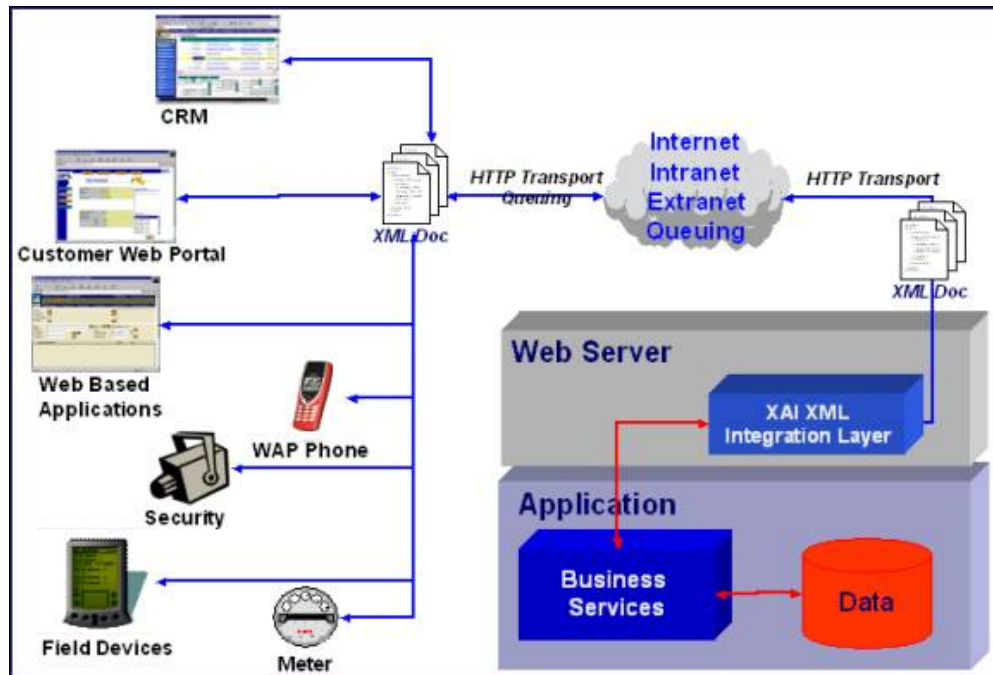 CRM
Customer Web Portal
Web Based
Applications
WAP Phone
Security
Field Devices
Meter
XML Doc
HTTP Transport
Queuing
Internet
Intranet
Extranet
Queuing
HTTP Transport
XML Doc
Web Server
XAI XML
Integration Layer
Application
Business
Services
Data